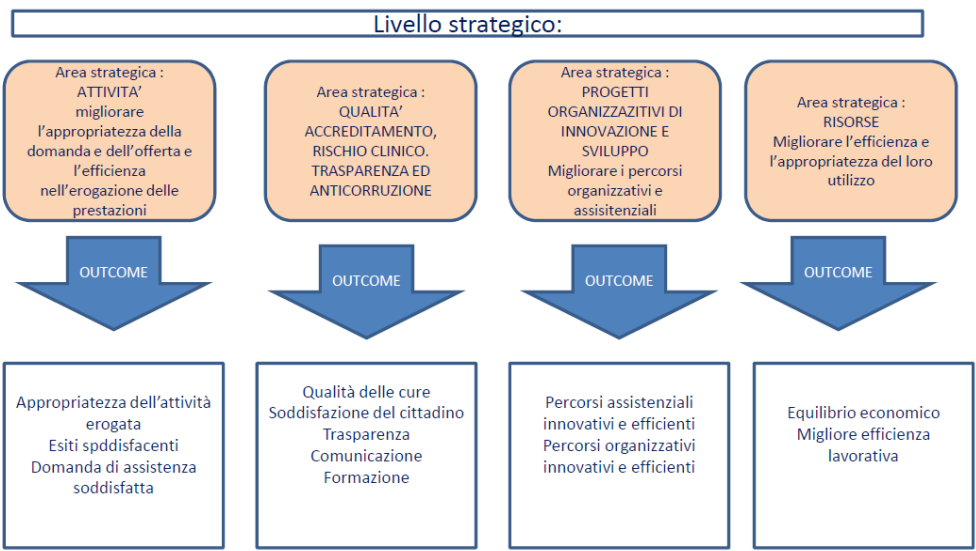 Livello strategico:
Area strategica :
ATTIVITA’
migliorare
l’appropriatezza della
domanda e dell’offerta e
l’efficienza
nell’erogazione delle
prestazioni
Area strategica :
QUALITA’
ACCREDITAMENTO,
RISCHIO CLINICO.
TRASPARENZA ED
ANTICORRUZIONE
Area strategica :
PROGETTI
ORGANIZZAZITIVI DI
INNOVAZIONE E
SVILUPPO
Migliorare i percorsi
organizzativi e
assisitenziali
Area strategica :
RISORSE
Migliorare l’efficienza e
l’appropriatezza del loro
utilizzo
OUTCOME
OUTCOME
OUTCOME
OUTCOME
Appropriatezza dell’attività
erogata
Esiti spddisfacenti
Domanda di assistenza
soddisfatta
Qualità delle cure
Soddisfazione del cittadino
Trasparenza
Comunicazione
Formazione
Percorsi assistenziali
innovativi e efficienti
Percorsi organizzativi
innovativi e efficienti
Equilibrio economico
Migliore efficienza
lavorativa